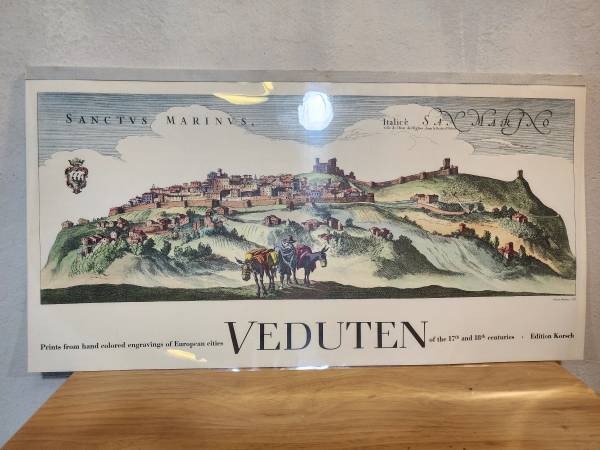 SANCTVS MARINVS.
Italicè SAN MARINO
Prints from hand colored engravings of European cities VEDUTEN of the 17th and 18th centuries · Edition Korsch